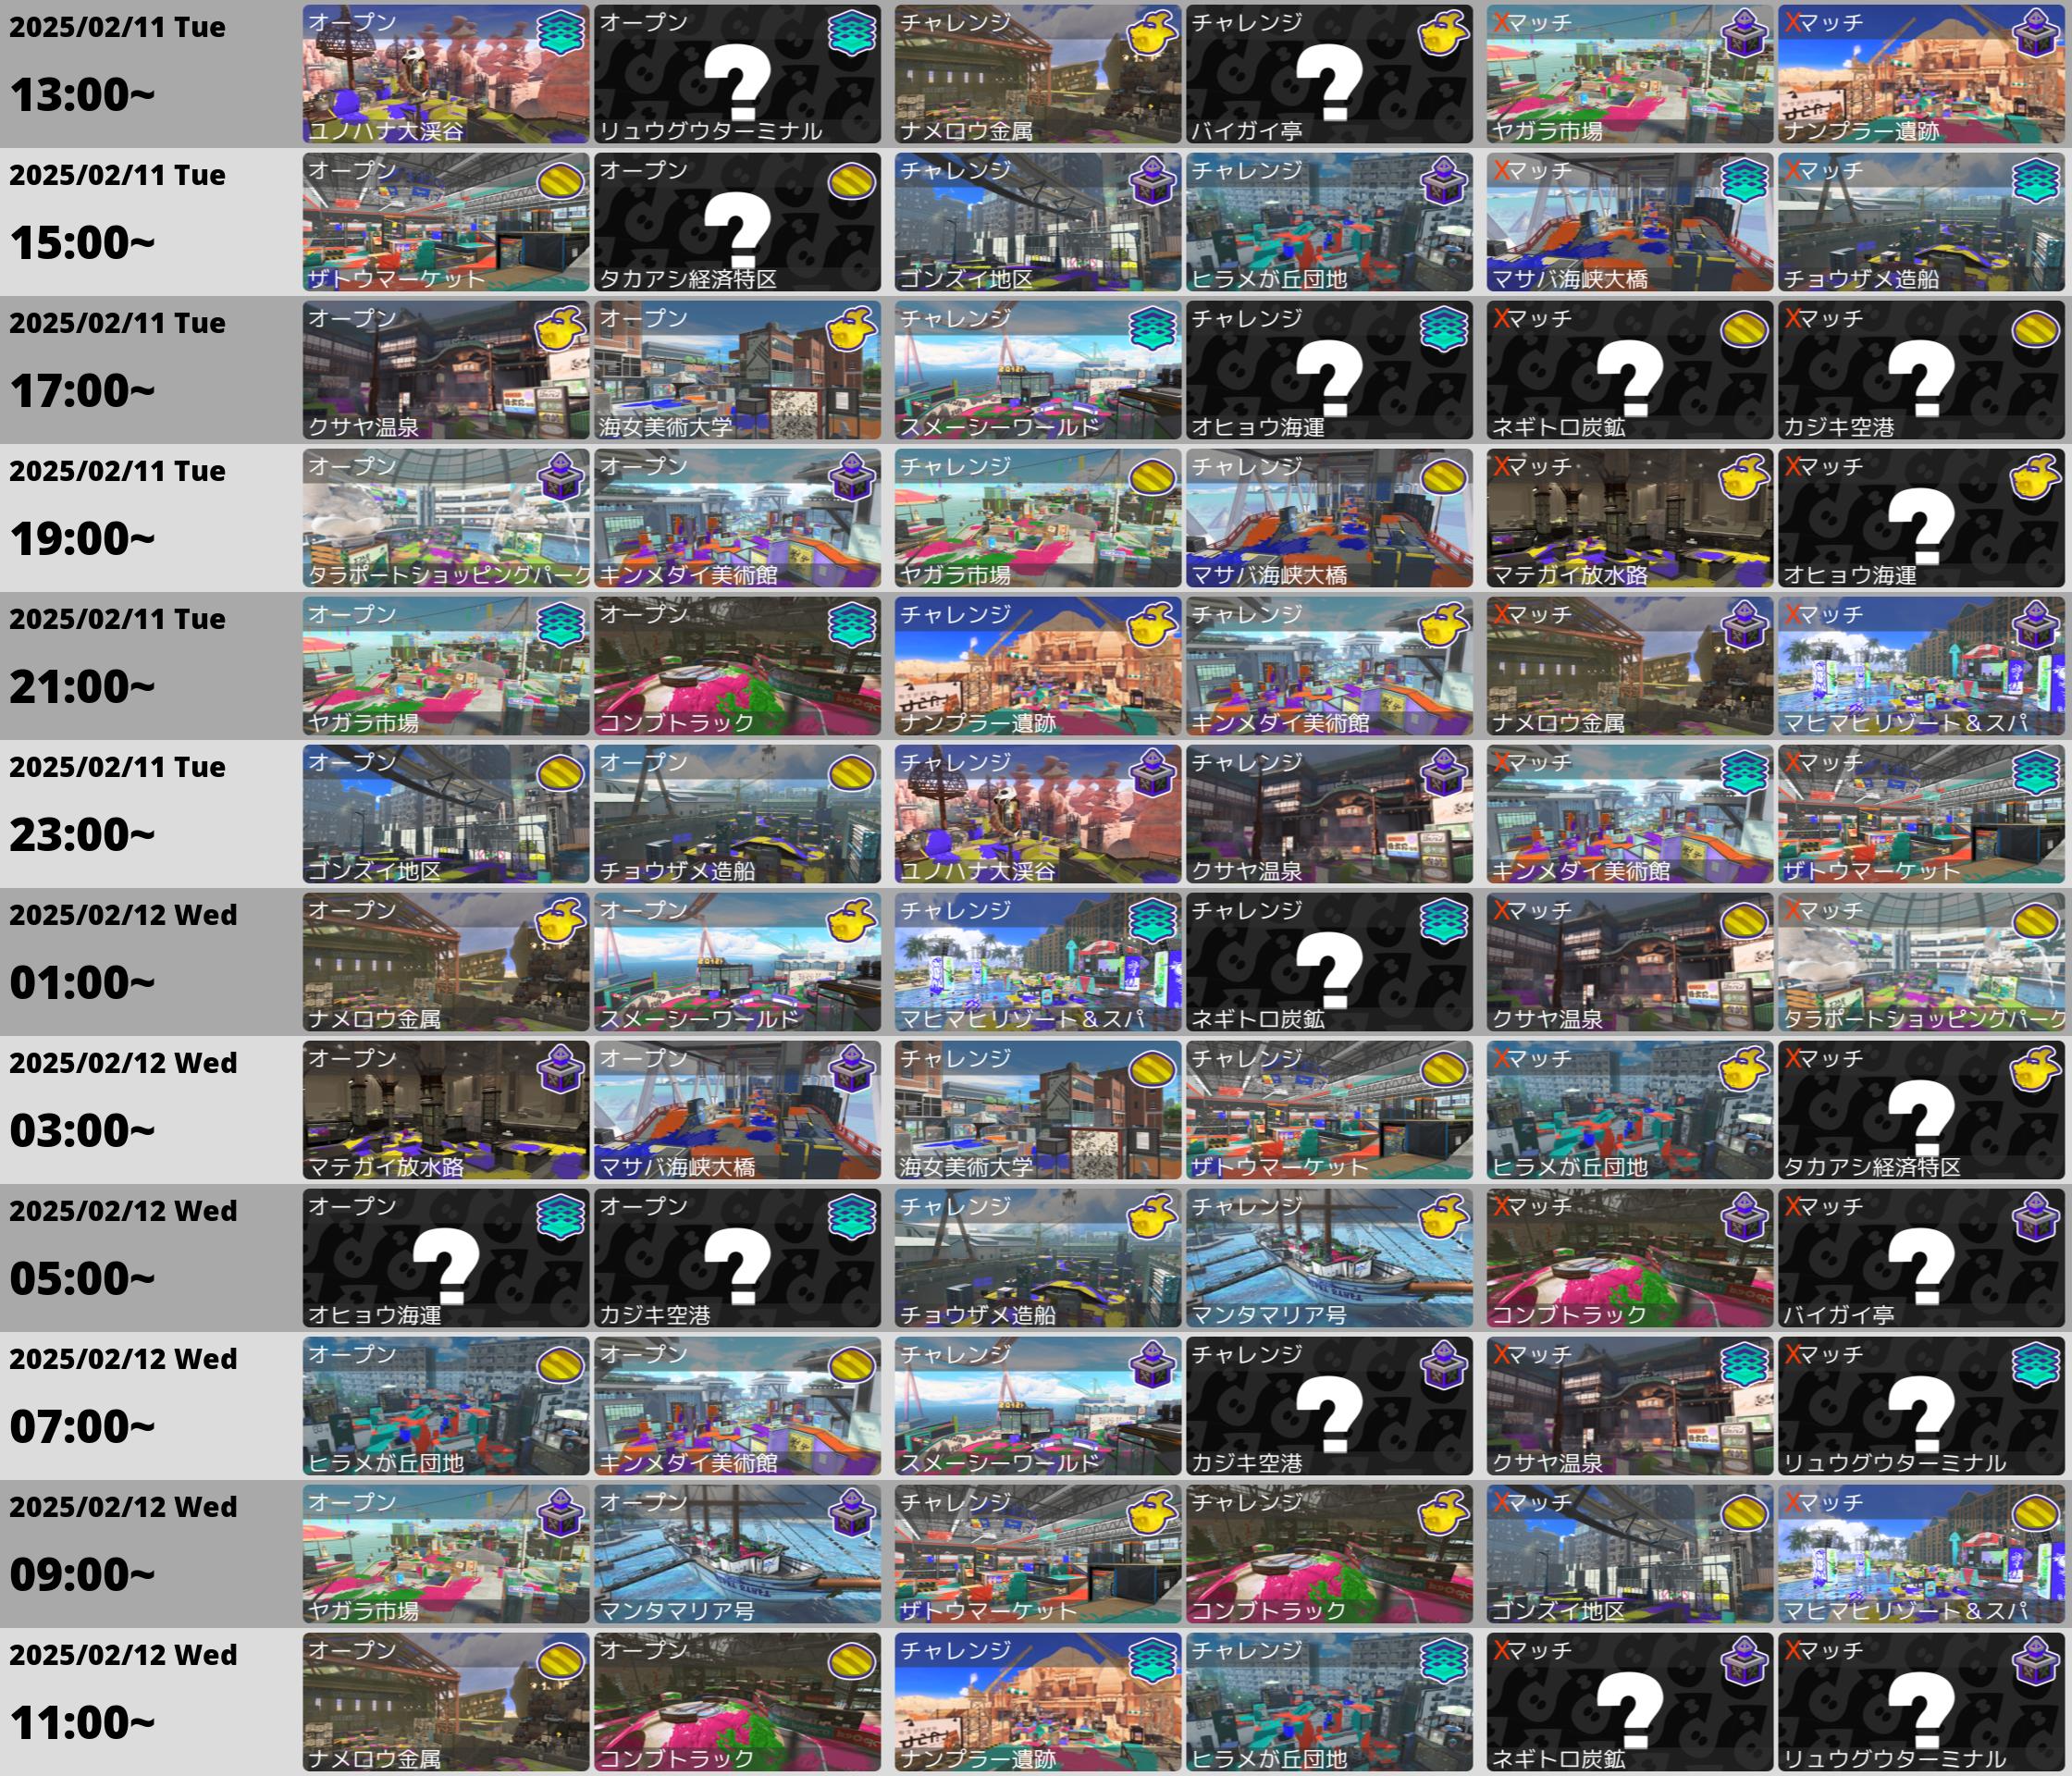 2025/02/11 Tue
13:00~
オープン
ユノハナ大渓谷
オープン
リュウグウターミナル
チャレンジ
ナメロウ金属
チャレンジ
バイガイ亭
Xマッチ
ヤガラ市場
Xマッチ
ナンプラー遺跡
2025/02/11 Tue
15:00~
オープン
ザトウマーケット
オープン
タカアシ経済特区
チャレンジ
ゴンズイ地区
チャレンジ
ヒラメが丘団地
Xマッチ
マサバ海峡大橋
Xマッチ
チョウザメ造船
2025/02/11 Tue
17:00~
オープン
クサヤ温泉
オープン
海女美術大学
チャレンジ
スメーシーワールド
チャレンジ
オヒョウ海運
Xマッチ
ネギトロ炭鉱
Xマッチ
カジキ空港
2025/02/11 Tue
19:00~
オープン
タラポートショッピングパーク
オープン
キンメダイ美術館
チャレンジ
ヤガラ市場
チャレンジ
マサバ海峡大橋
Xマッチ
マテガイ放水路
Xマッチ
オヒョウ海運
2025/02/11 Tue
21:00~
オープン
ヤガラ市場
オープン
コンブトラック
チャレンジ
ナンプラー遺跡
チャレンジ
キンメダイ美術館
Xマッチ
ナメロウ金属
Xマッチ
マヒマヒリゾート＆スパ
2025/02/11 Tue
23:00~
オープン
ゴンズイ地区
オープン
チョウザメ造船
チャレンジ
ユノハナ大渓谷
チャレンジ
クサヤ温泉
Xマッチ
キンメダイ美術館
Xマッチ
ザトウマーケット
2025/02/12 Wed
01:00~
オープン
ナメロウ金属
オープン
スメーシーワールド
チャレンジ
マヒマヒリゾート＆スパ
チャレンジ
ネギトロ炭鉱
Xマッチ
クサヤ温泉
Xマッチ
タラポートショッピングパーク
2025/02/12 Wed
03:00~
オープン
マテガイ放水路
オープン
マサバ海峡大橋
チャレンジ
海女美術大学
チャレンジ
ザトウマーケット
Xマッチ
ヒラメが丘団地
Xマッチ
タカアシ経済特区
2025/02/12 Wed
05:00~
オープン
オヒョウ海運
オープン
カジキ空港
チャレンジ
チョウザメ造船
チャレンジ
マンタマリア号
Xマッチ
コンブトラック
Xマッチ
バイガイ亭
2025/02/12 Wed
07:00~
オープン
ヒラメが丘団地
オープン
キンメダイ美術館
チャレンジ
スメーシーワールド
チャレンジ
カジキ空港
Xマッチ
クサヤ温泉
Xマッチ
リュウグウターミナル
2025/02/12 Wed
09:00~
オープン
ヤガラ市場
オープン
マンタマリア号
チャレンジ
ザトウマーケット
チャレンジ
コンブトラック
Xマッチ
ゴンズイ地区
Xマッチ
マヒマヒリゾート＆スパ
2025/02/12 Wed
11:00~
オープン
ナメロウ金属
オープン
コンブトラック
チャレンジ
ナンプラー遺跡
チャレンジ
ヒラメが丘団地
Xマッチ
ネギトロ炭鉱
Xマッチ
リュウグウターミナル